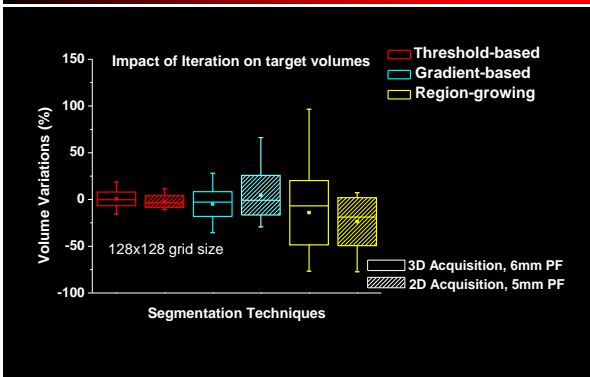 Impact of Iteration on target volumes
Threshold-based
Gradient-based
Region-growing
150
100
50
0
-50
-100
Volume Variations (%)
128x128 grid size
3D Acquisition, 6mm PF
2D Acquisition, 5mm PF
Segmentation Techniques